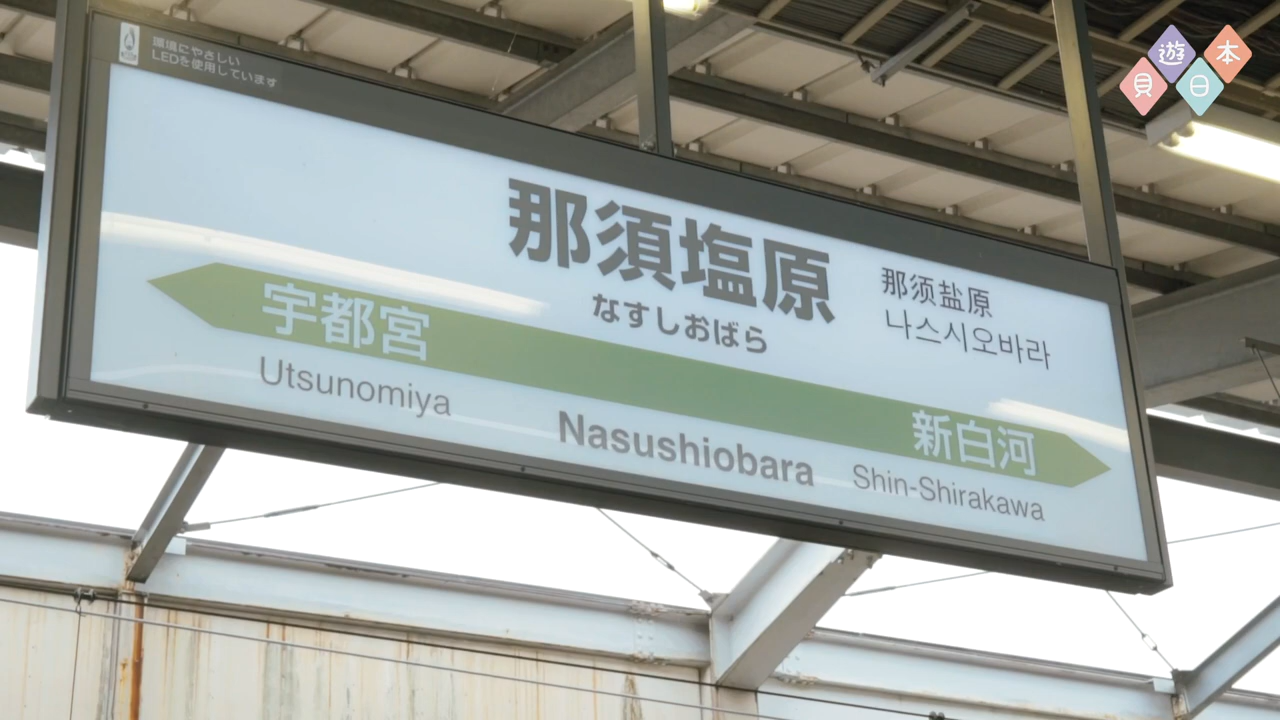 環境にやさしい
LEDを使用しています
遊 本
貝 日
那須塩原
なすしおばら
那须盐原
나스시오바라
宇都宮
Utsunomiya
Nasushiobara
新白河
Shin-Shirakawa